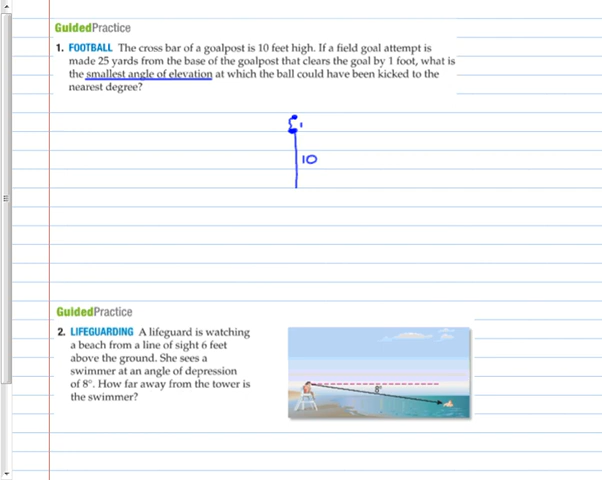 GuidedPractice
1. FOOTBALL The cross bar of a goalpost is 10 feet high. If a field goal attempt is
made 25 yards from the base of the goalpost that clears the goal by 1 foot, what is
the smallest angle of elevation at which the ball could have been kicked to the
nearest degree?
1
10
GuidedPractice
2. LIFEGUARDING A lifeguard is watching
a beach from a line of sight 6 feet
above the ground. She sees a
swimmer at an angle of depression
of 8°. How far away from the tower is
the swimmer?
8°